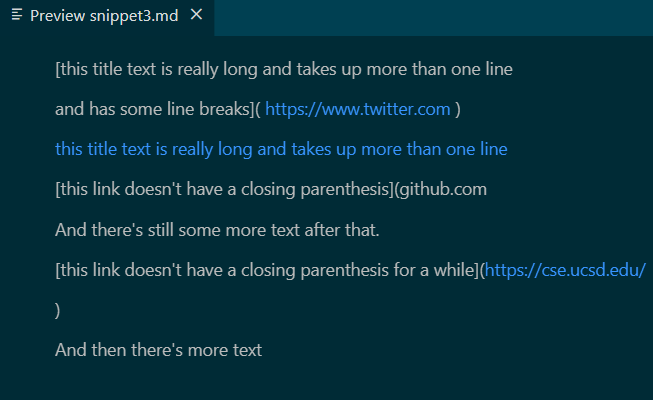 Preview snippet3.md
[this title text is really long and takes up more than one line
and has some line breaks]( https://www.twitter.com )
this title text is really long and takes up more than one line
[this link doesn't have a closing parenthesis](github.com
And there's still some more text after that.
[this link doesn't have a closing parenthesis for a while](https://cse.ucsd.edu/
)
And then there's more text